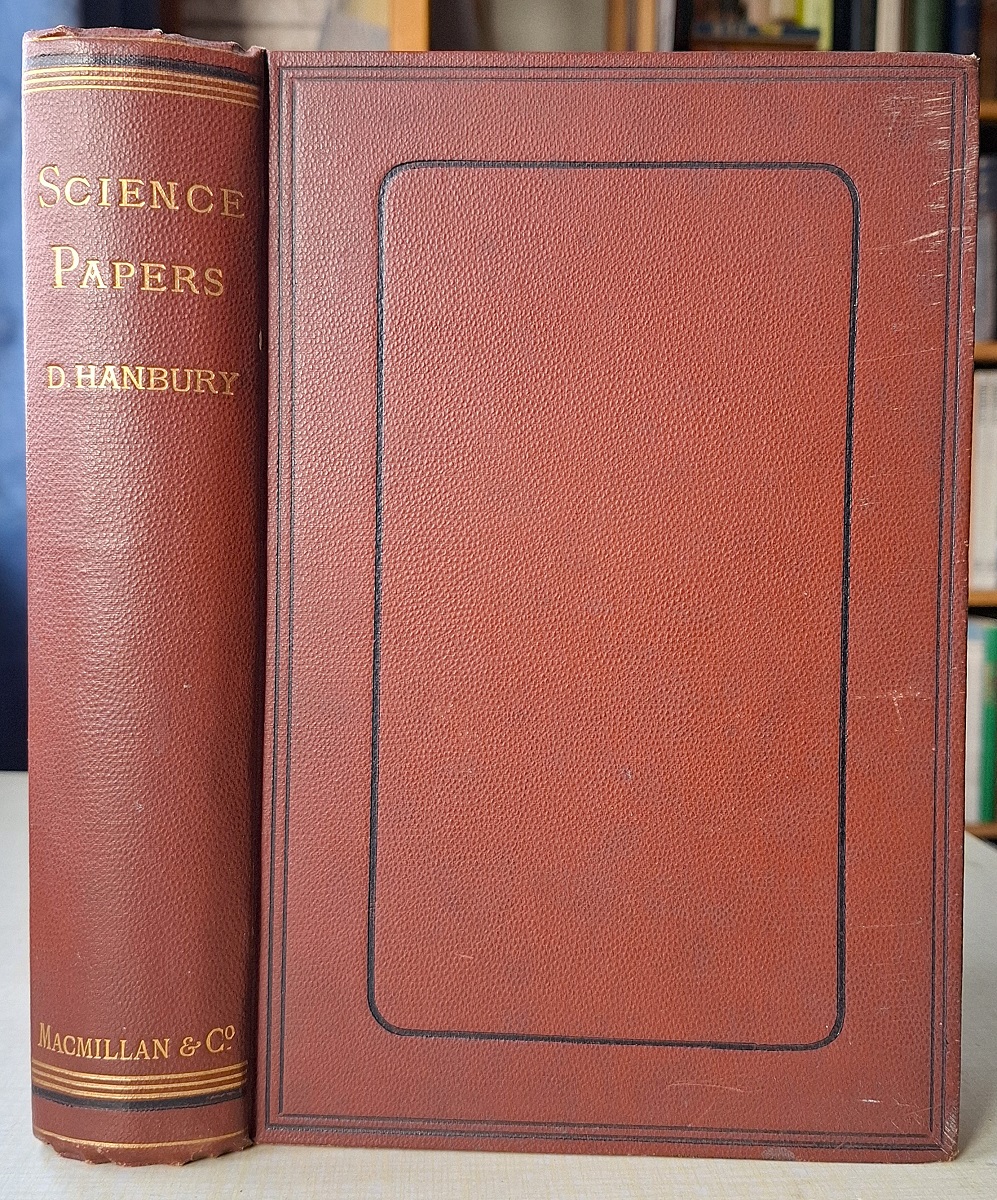 SCIENCE
PAPERS
D HANBURY
MACMILLAN & Cº